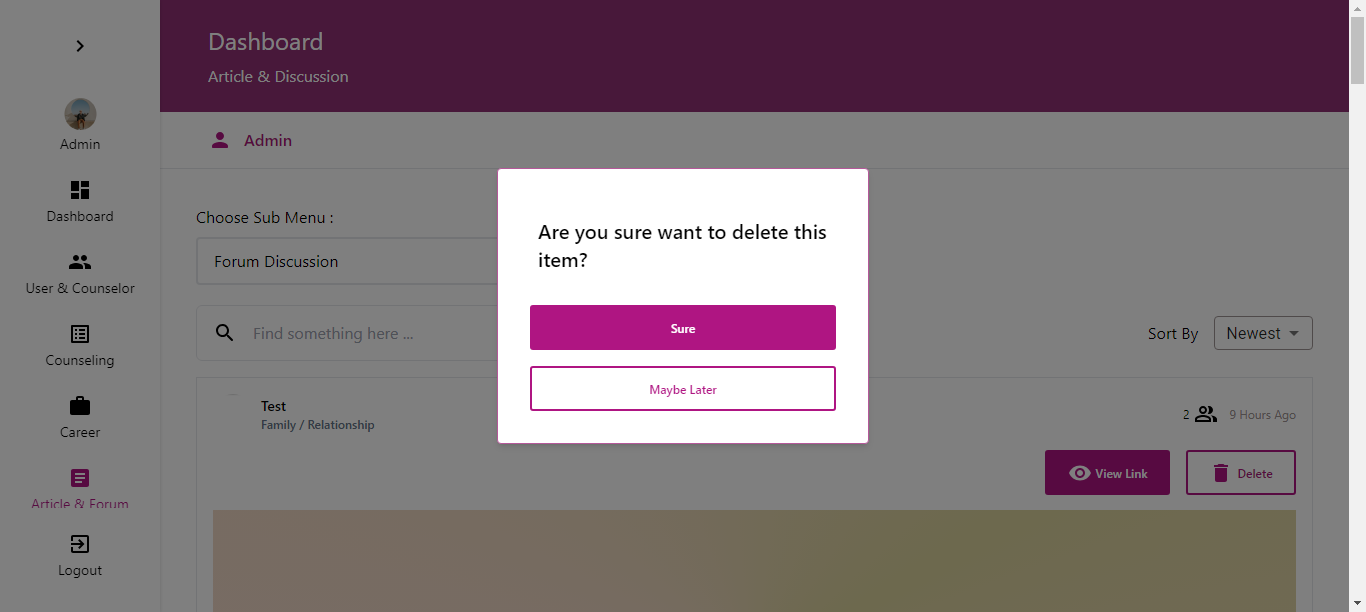 Dashboard
Article & Discussion
Admin
Admin
Dashboard
User & Counselor
Counseling
Career
Article & Forum
Logout
Choose Sub Menu :
Forum Discussion
Find something here ...
Sort By
Newest
Are you sure want to delete this
item?
Sure
Maybe Later
Test
Family / Relationship
2
9 Hours Ago
View Link
Delete